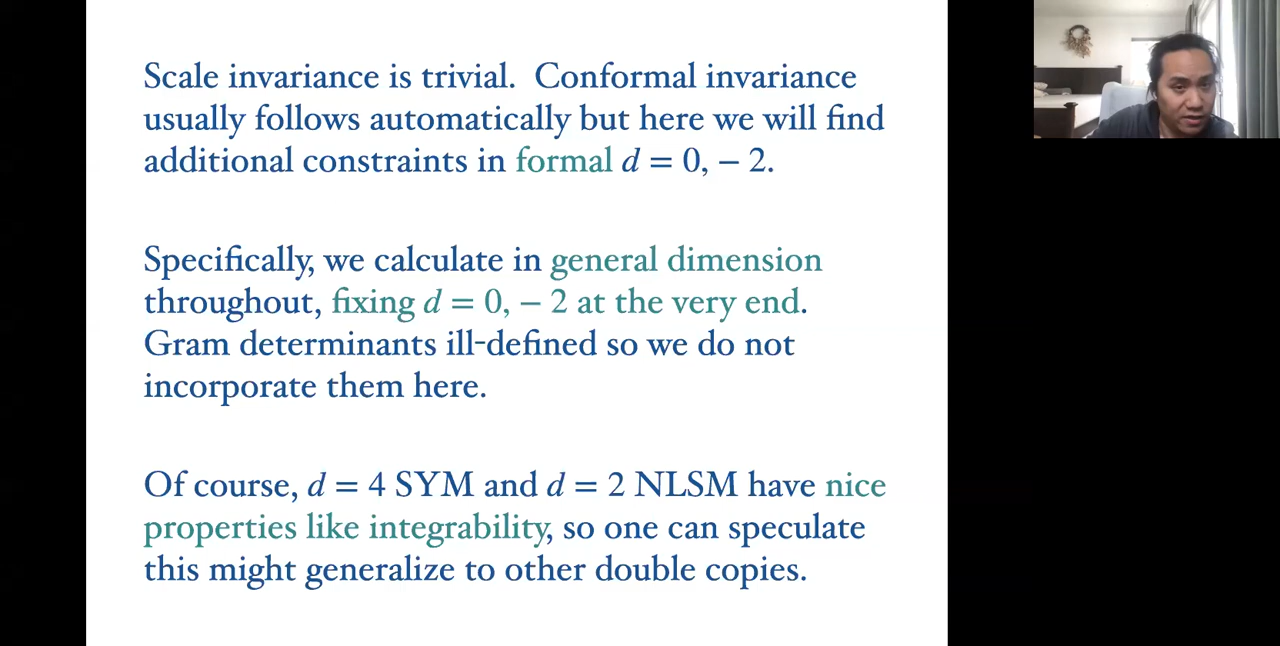 Scale invariance is trivial. Conformal invariance
usually follows automatically but here we will find
additional constraints in formal d = 0, − 2.
Specifically, we calculate in general dimension
throughout, fixing d = 0, − 2 at the very end.
Gram determinants ill-defined so we do not
incorporate them here.
Of course, d = 4 SYM and d = 2 NLSM have nice
properties like integrability, so one can speculate
this might generalize to other double copies.